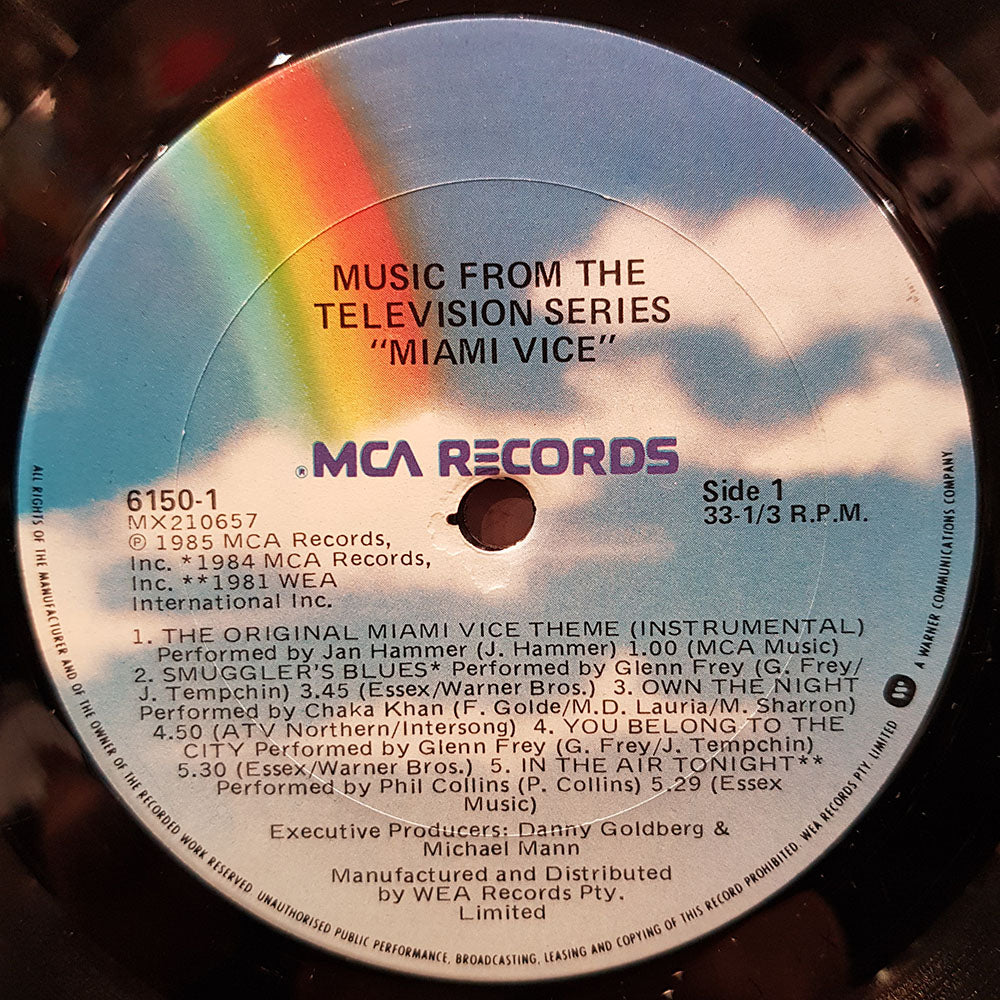 MUSIC FROM THE
TELEVISION SERIES
"MIAMI VICE"
®MCA RECORDS
6150-1
MX210657
℗ 1985 MCA Records,
Inc. *1984 MCA Records,
Inc. **1981 WEA
International Inc.
Side 1
33-1/3 R.P.M.
1. THE ORIGINAL MIAMI VICE THEME (INSTRUMENTAL)
Performed by Jan Hammer (J. Hammer) 1.00 (MCA Music)
2. SMUGGLER'S BLUES* Performed by Glenn Frey (G. Frey/
J. Tempchin) 3.45 (Essex/Warner Bros.) 3. OWN THE NIGHT
Performed by Chaka Khan (F. Golde/M.D. Lauria/M. Sharron)
4.50 (ATV Northern/Intersong) 4. YOU BELONG TO THE
CITY Performed by Glenn Frey (G. Frey/J. Tempchin)
5.30 (Essex/Warner Bros.) 5. IN THE AIR TONIGHT**
Performed by Phil Collins (P. Collins) 5.29 (Essex
Music)
Executive Producers: Danny Goldberg &
Michael Mann
Manufactured and Distributed
by WEA Records Pty.
Limited
ALL RIGHTS OF THE MANUFACTURER AND OF THE OWNER OF THE RECORDED WORK RESERVED. UNAUTHORISED PUBLIC PERFORMANCE, BROADCASTING, LEASING AND COPYING OF THIS RECORD PROHIBITED. WEA RECORDS PTY. LIMITED
A WARNER COMMUNICATIONS COMPANY